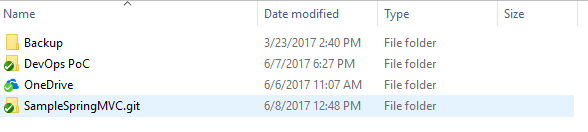 Name Date modified Type Size
Backup 3/23/2017 2:40 PM File folder
DevOps PoC 6/7/2017 6:27 PM File folder
OneDrive 6/6/2017 11:07 AM File folder
SampleSpringMVC.git 6/8/2017 12:48 PM File folder